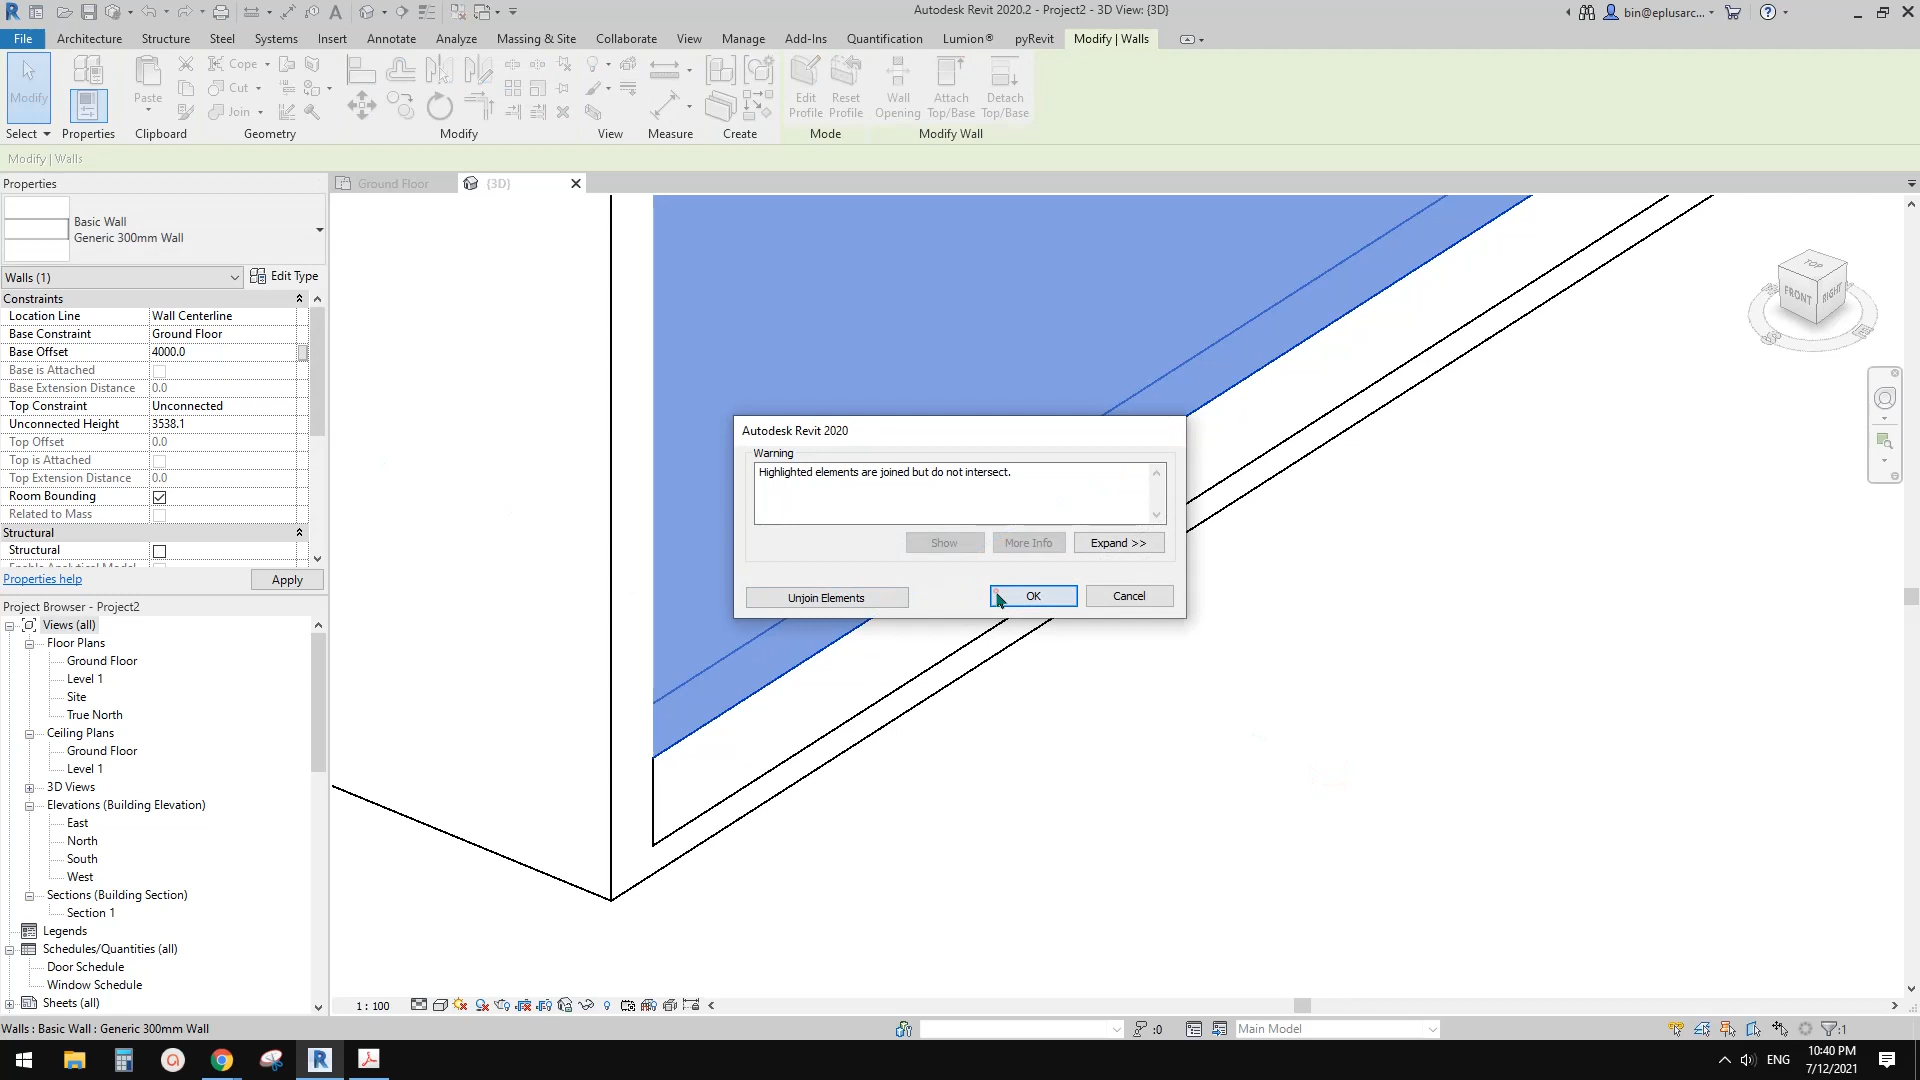 Autodesk Revit 2020.2 - Project2 - 3D View: {3D}
bin@eplusarc...
File Architecture Structure Steel Systems Insert Annotate Analyze Massing & Site Collaborate View Manage Add-Ins Quantification Lumion® pyRevit Modify | Walls
Modify
Paste
Cope
Cut
Join
Edit Profile
Reset Profile
Wall Opening
Attach Top/Base
Detach Top/Base
Select Properties Clipboard Geometry Modify View Measure Create Mode Modify Wall
Modify | Walls
Properties
Ground Floor
{3D}
Basic Wall
Generic 300mm Wall
Walls (1)
Edit Type
Constraints
Location Line Wall Centerline
Base Constraint Ground Floor
Base Offset 4000.0
Base is Attached
Base Extension Distance 0.0
Top Constraint Unconnected
Unconnected Height 3538.1
Top Offset 0.0
Top is Attached
Top Extension Distance 0.0
Room Bounding
Related to Mass
Structural
Structural
Properties help
Apply
TOP
FRONT
RIGHT
Autodesk Revit 2020
Warning
Highlighted elements are joined but do not intersect.
Show
More Info
Expand >>
Unjoin Elements
OK
Cancel
Project Browser - Project2
Views (all)
Floor Plans
Ground Floor
Level 1
Site
True North
Ceiling Plans
Ground Floor
Level 1
3D Views
Elevations (Building Elevation)
East
North
South
West
Sections (Building Section)
Section 1
Legends
Schedules/Quantities (all)
Door Schedule
Window Schedule
Sheets (all)
1 : 100
Walls : Basic Wall : Generic 300mm Wall
:0
Main Model
:1
ENG
10:40 PM
7/12/2021